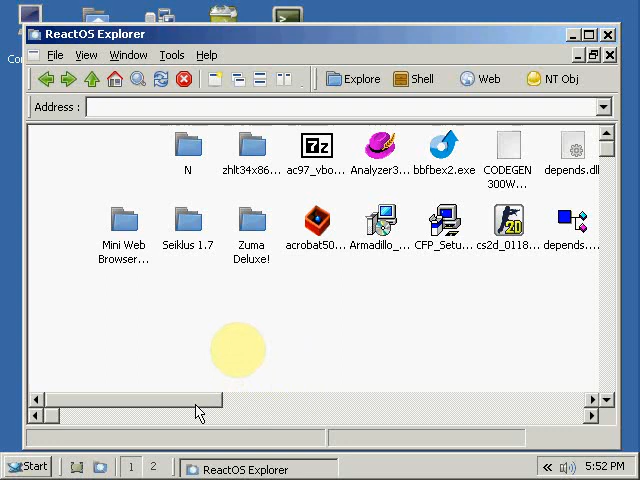 ReactOS Explorer
File View Window Tools Help
Explore Shell Web NT Obj
Address :
N zhlt34x86... ac97_vbo... Analyzer3... bbfbex2.exe CODEGEN depends.dll
300W...
Mini Web Seiklus 1.7 Zuma acrobat50... Armadillo_... CFP_Setu... cs2d_0118... depends....
Browser... Deluxe!
Start 1 2 ReactOS Explorer 5:52 PM